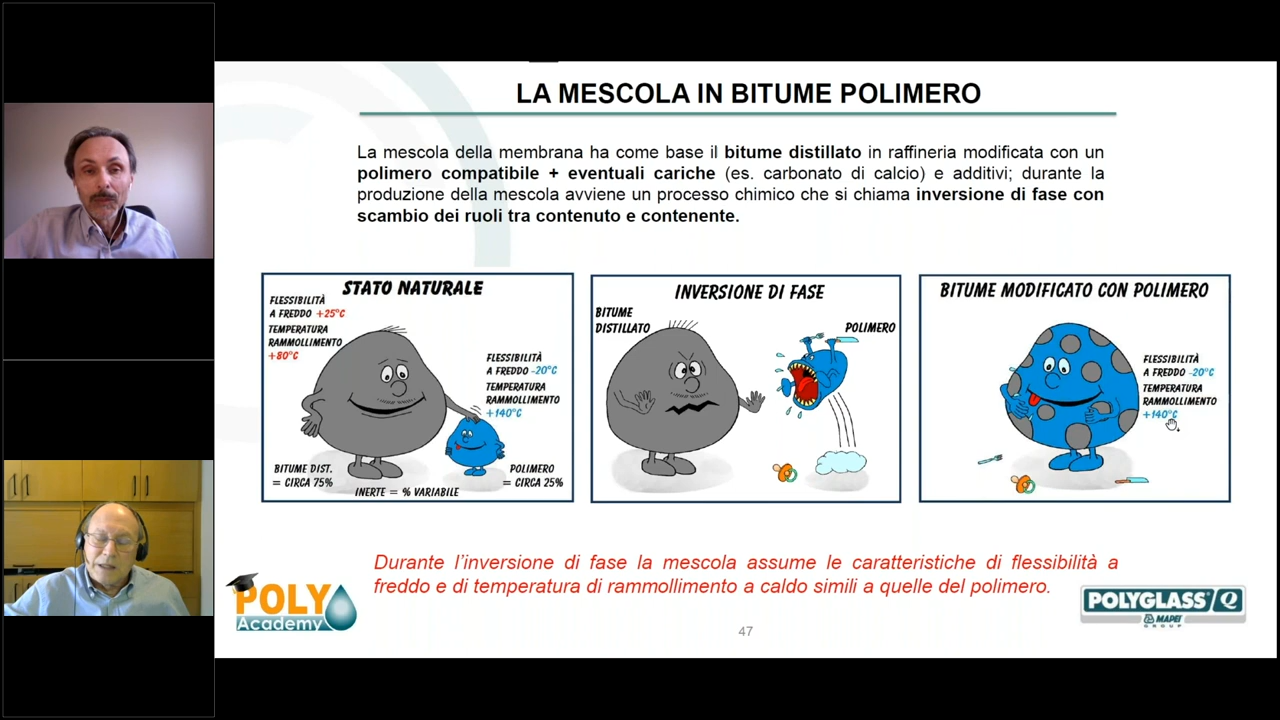 LA MESCOLA IN BITUME POLIMERO
La mescola della membrana ha come base il bitume distillato in raffineria modificata con un
polimero compatibile + eventuali cariche (es. carbonato di calcio) e additivi; durante la
produzione della mescola avviene un processo chimico che si chiama inversione di fase con
scambio dei ruoli tra contenuto e contenente.
STATO NATURALE
FLESSIBILITÀ
A FREDDO +25°C
TEMPERATURA
RAMMOLLIMENTO
+80°C
FLESSIBILITÀ
A FREDDO -20°C
TEMPERATURA
RAMMOLLIMENTO
+140°C
BITUME DIST.
= CIRCA 75%
INERTE = % VARIABILE
POLIMERO
= CIRCA 25%
INVERSIONE DI FASE
BITUME
DISTILLATO
POLIMERO
BITUME MODIFICATO CON POLIMERO
FLESSIBILITÀ
A FREDDO -20°C
TEMPERATURA
RAMMOLLIMENTO
+140°C
Durante l'inversione di fase la mescola assume le caratteristiche di flessibilità a
freddo e di temperatura di rammollimento a caldo simili a quelle del polimero.
POLY
Academy
POLYGLASS
MAPEI
GROUP
47